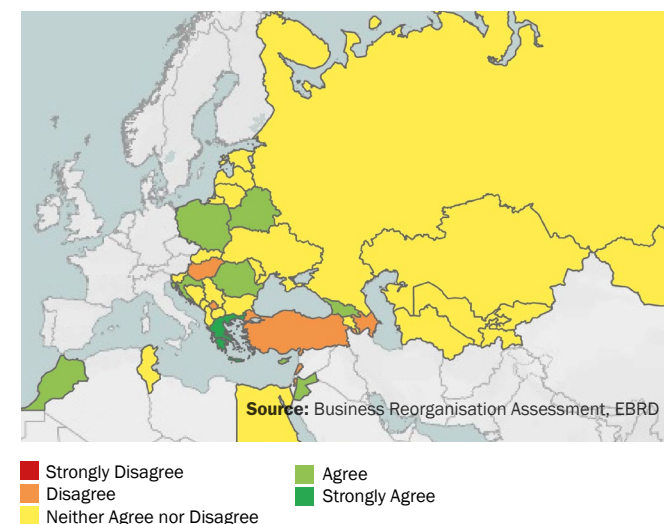 Source: Business Reorganisation Assessment, EBRD
Strongly Disagree
Disagree
Neither Agree nor Disagree
Agree
Strongly Agree